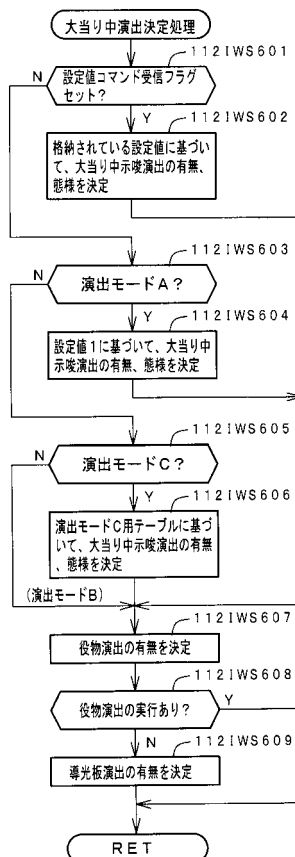 大当り中演出決定処理
112IWS601
N
設定値コマンド受信フラグ
セット?
Y
112IWS602
格納されている設定値に基づい
て、大当り中示唆演出の有無、
態様を決定
112IWS603
N
演出モードA?
Y
112IWS604
設定値1に基づいて、大当り中
示唆演出の有無、態様を決定
112IWS605
N
演出モードC?
Y
112IWS606
演出モードC用テーブルに基づ
いて、大当り中示唆演出の有無
、態様を決定
(演出モードB)
112IWS607
役物演出の有無を決定
112IWS608
役物演出の実行あり?
Y
N
112IWS609
導光板演出の有無を決定
RET